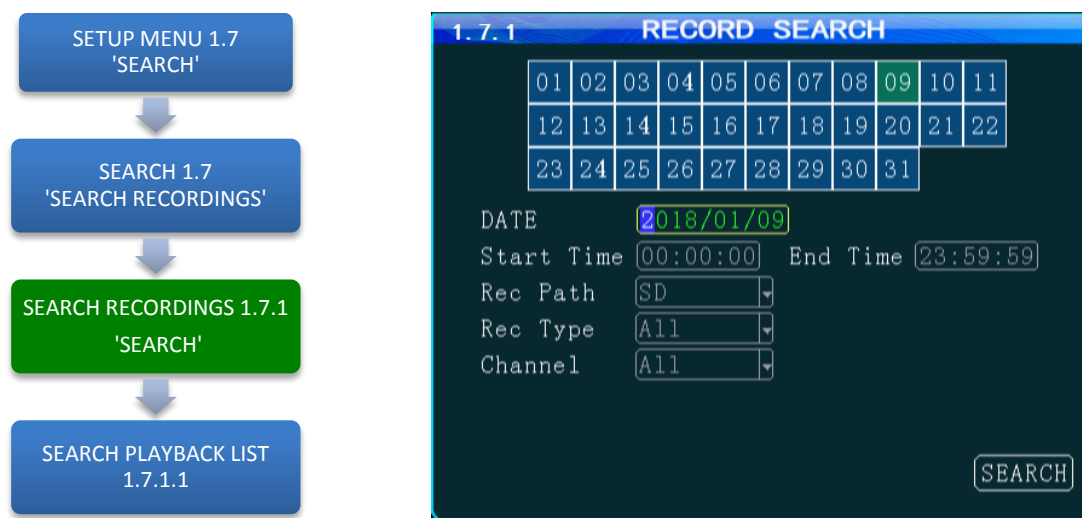 SETUP MENU 1.7
'SEARCH'
SEARCH 1.7
'SEARCH RECORDINGS'
SEARCH RECORDINGS 1.7.1
'SEARCH'
SEARCH PLAYBACK LIST
1.7.1.1
1.7.1 RECORD SEARCH
01 02 03 04 05 06 07 08 09 10 11
12 13 14 15 16 17 18 19 20 21 22
23 24 25 26 27 28 29 30 31
DATE 2018/01/09
Start Time 00:00:00 End Time 23:59:59
Rec Path SD
Rec Type All
Channel All
SEARCH